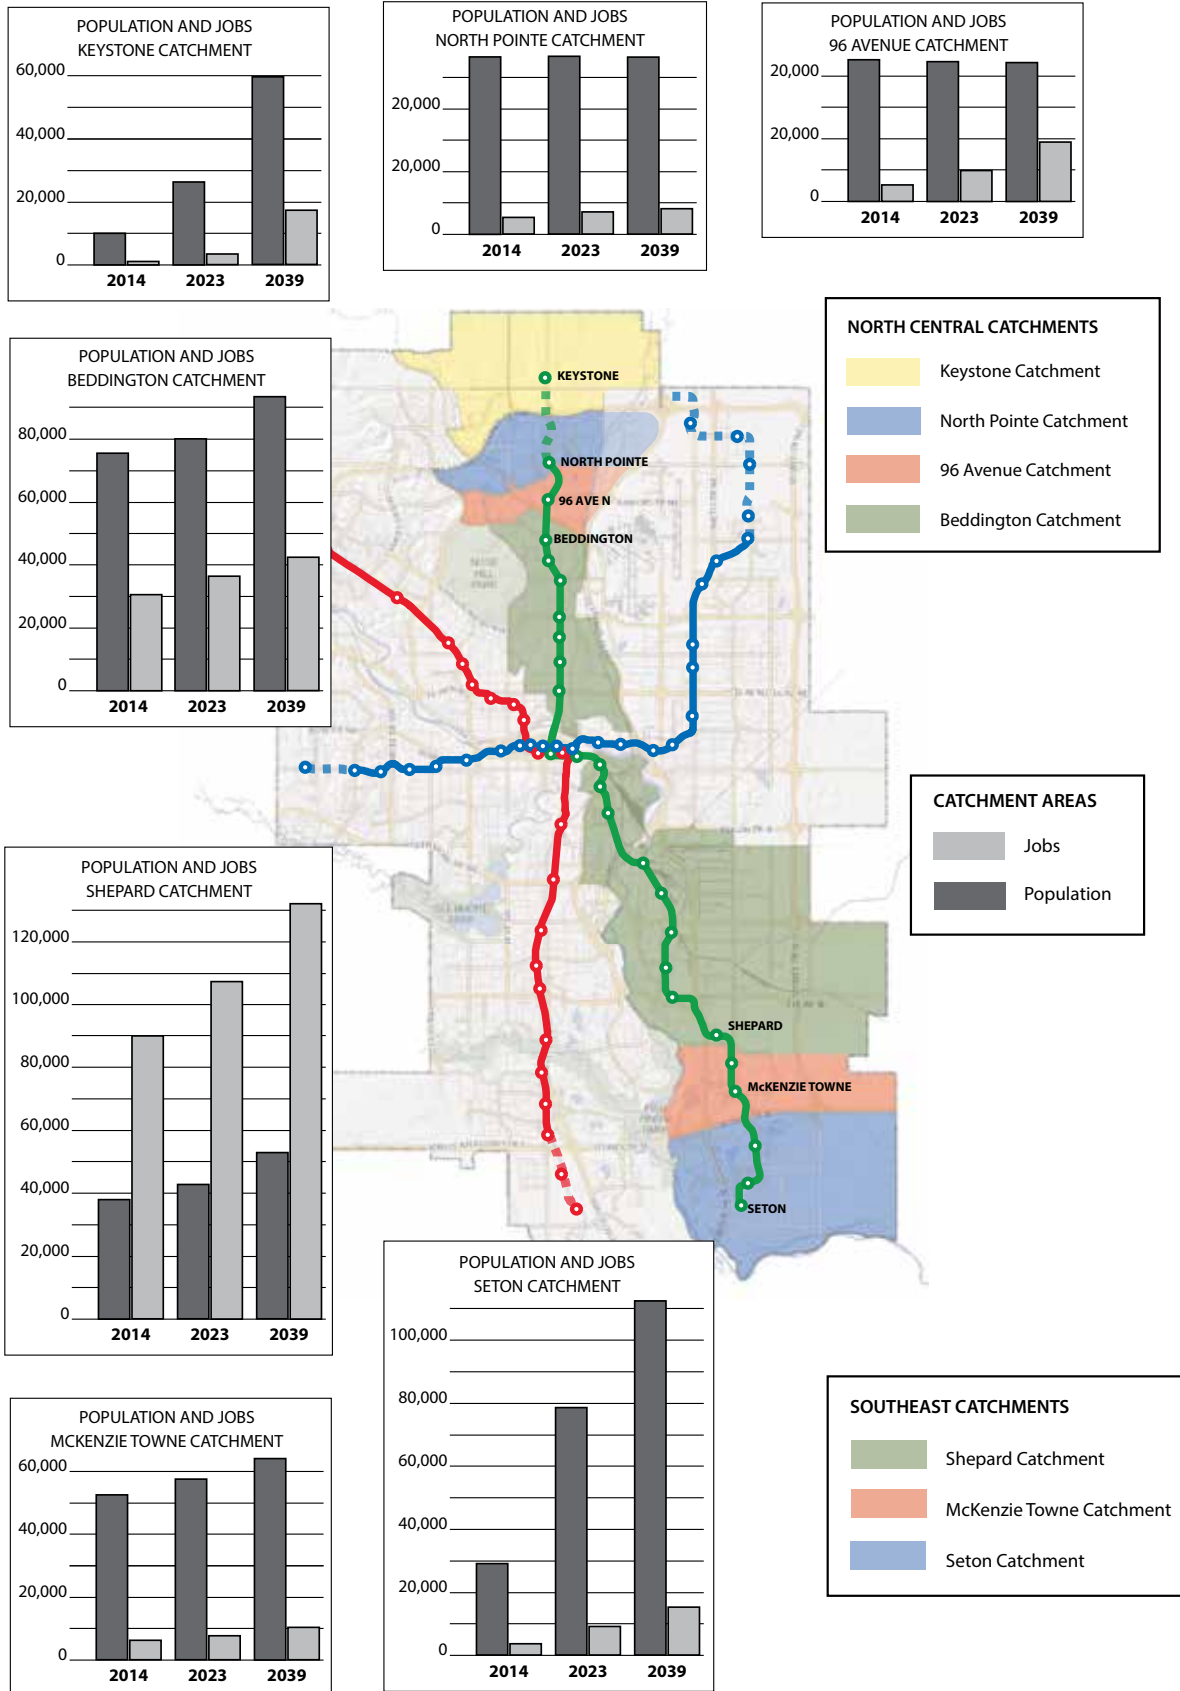 POPULATION AND JOBS
KEYSTONE CATCHMENT
60,000
40,000
20,000
0
2014 2023 2039
POPULATION AND JOBS
NORTH POINTE CATCHMENT
20,000
20,000
0
2014 2023 2039
POPULATION AND JOBS
96 AVENUE CATCHMENT
20,000
20,000
0
2014 2023 2039
NORTH CENTRAL CATCHMENTS
Keystone Catchment
North Pointe Catchment
96 Avenue Catchment
Beddington Catchment
POPULATION AND JOBS
BEDDINGTON CATCHMENT
80,000
60,000
40,000
20,000
0
2014 2023 2039
KEYSTONE
NORTH POINTE
96 AVE N
BEDDINGTON
SHEPARD
McKENZIE TOWNE
SETON
CATCHMENT AREAS
Jobs
Population
POPULATION AND JOBS
SHEPARD CATCHMENT
120,000
100,000
80,000
60,000
40,000
20,000
0
2014 2023 2039
POPULATION AND JOBS
SETON CATCHMENT
100,000
80,000
60,000
40,000
20,000
0
2014 2023 2039
POPULATION AND JOBS
MCKENZIE TOWNE CATCHMENT
60,000
40,000
20,000
0
2014 2023 2039
SOUTHEAST CATCHMENTS
Shepard Catchment
McKenzie Towne Catchment
Seton Catchment